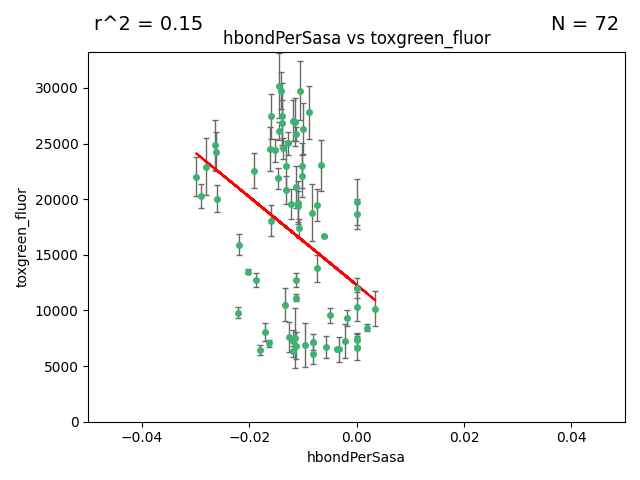 r^2 = 0.15
N = 72
hbondPerSasa vs toxgreen_fluor
30000
25000
20000
15000
10000
5000
0
toxgreen_fluor
−0.04
−0.02
0.00
0.02
0.04
hbondPerSasa